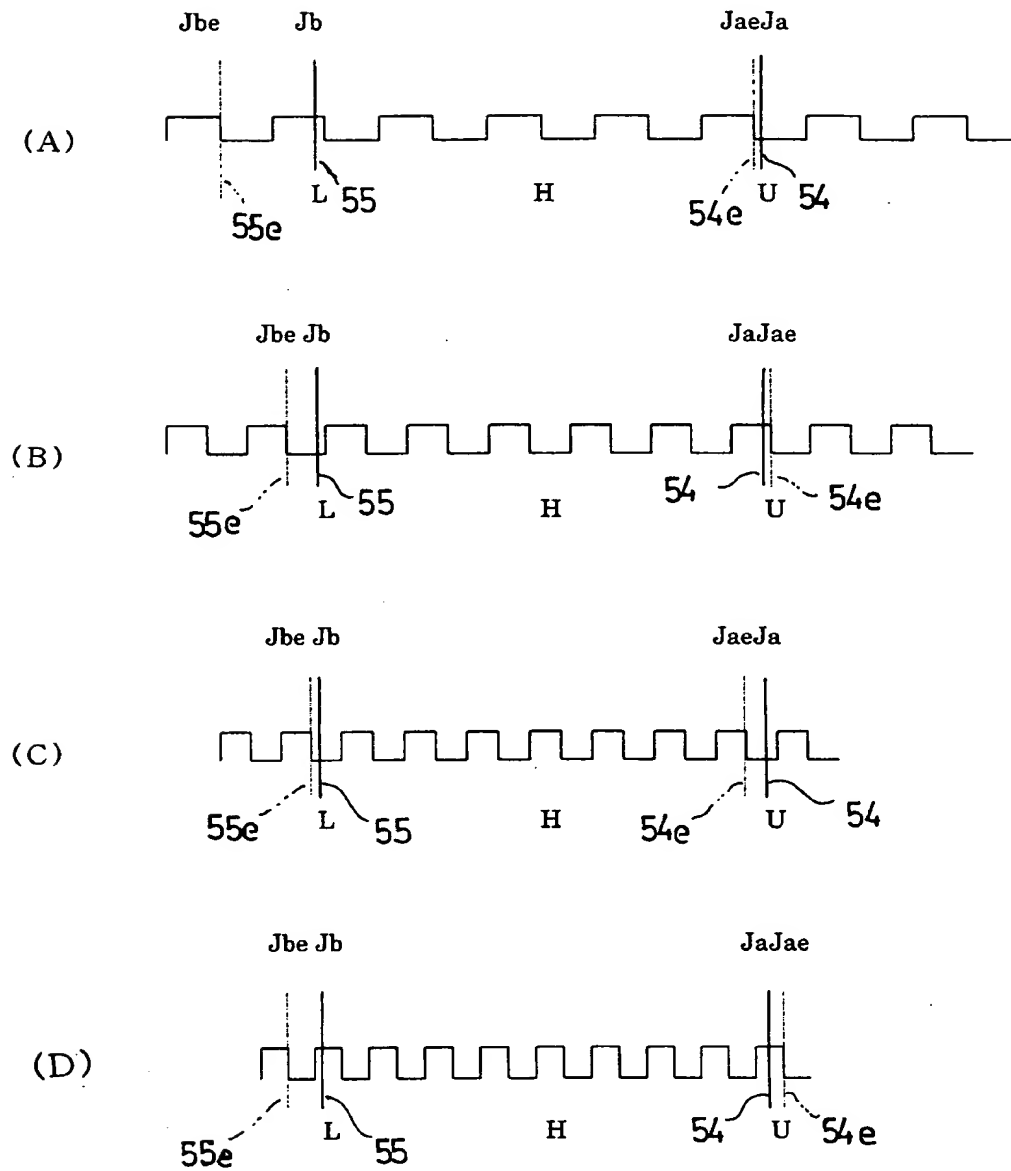 Jbe Jb JaeJa
(A)
55e L 55 H 54e U 54
Jbe Jb JaJae
(B)
55e L 55 H 54 U 54e
Jbe Jb JaeJa
(C)
55e L 55 H 54e U 54
Jbe Jb JaJae
(D)
55e L 55 H 54 U 54e